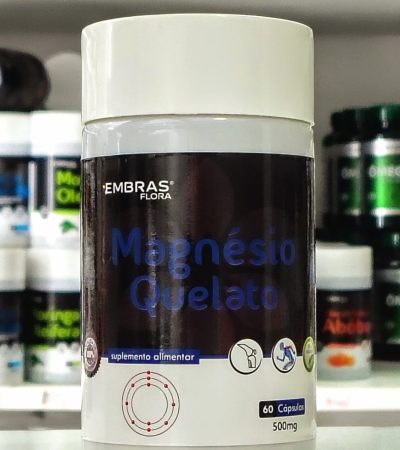 EMBRAS®
FLORA
Magnésio
Quelato
suplemento alimentar
60 Cápsulas
500mg